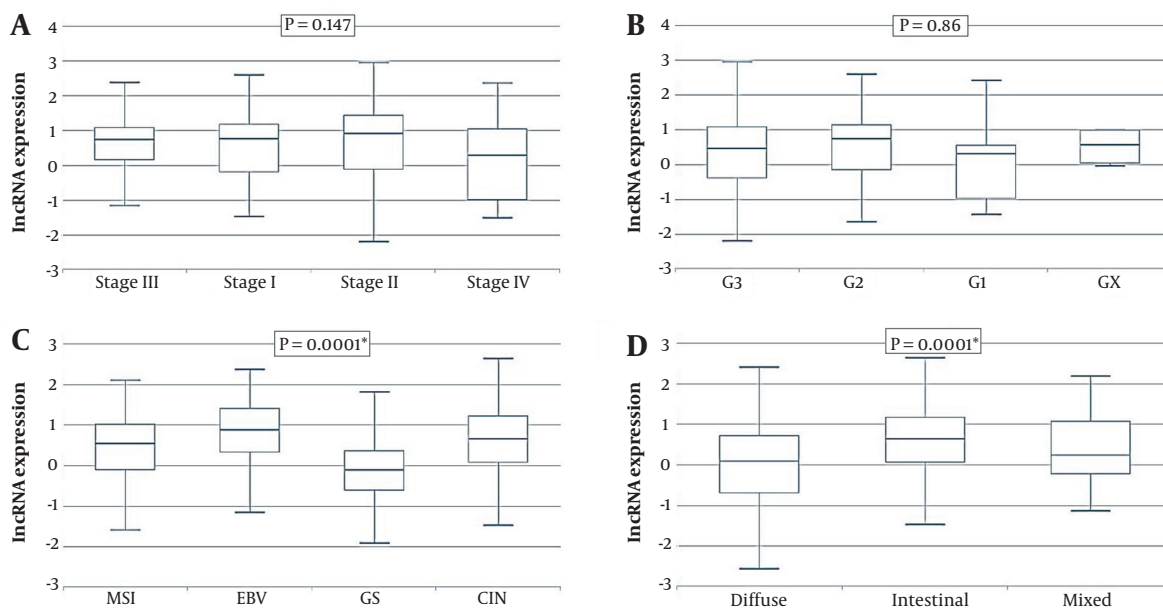 A
P = 0.147
lncRNA expression
4
3
2
1
0
-1
-2
-3
Stage III Stage I Stage II Stage IV
B
P = 0.86
lncRNA expression
4
3
2
1
0
-1
-2
-3
G3 G2 G1 GX
C
P = 0.0001*
lncRNA expression
3
2
1
0
-1
-2
-3
MSI EBV GS CIN
D
P = 0.0001*
lncRNA expression
3
2
1
0
-1
-2
-3
Diffuse Intestinal Mixed